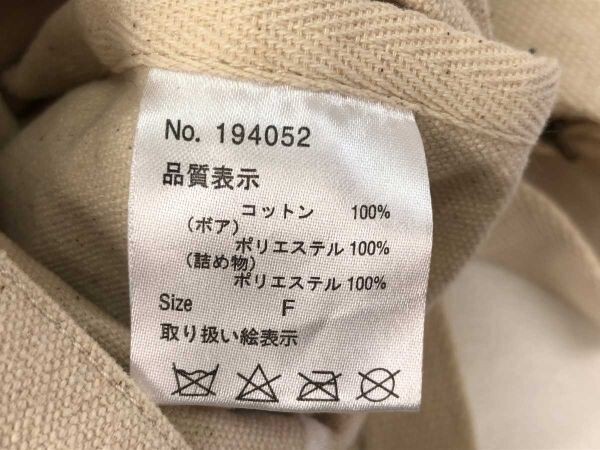 No. 194052
品質表示
コットン 100%
(ボア)
ポリエステル 100%
(詰め物)
ポリエステル 100%
Size F
取り扱い絵表示